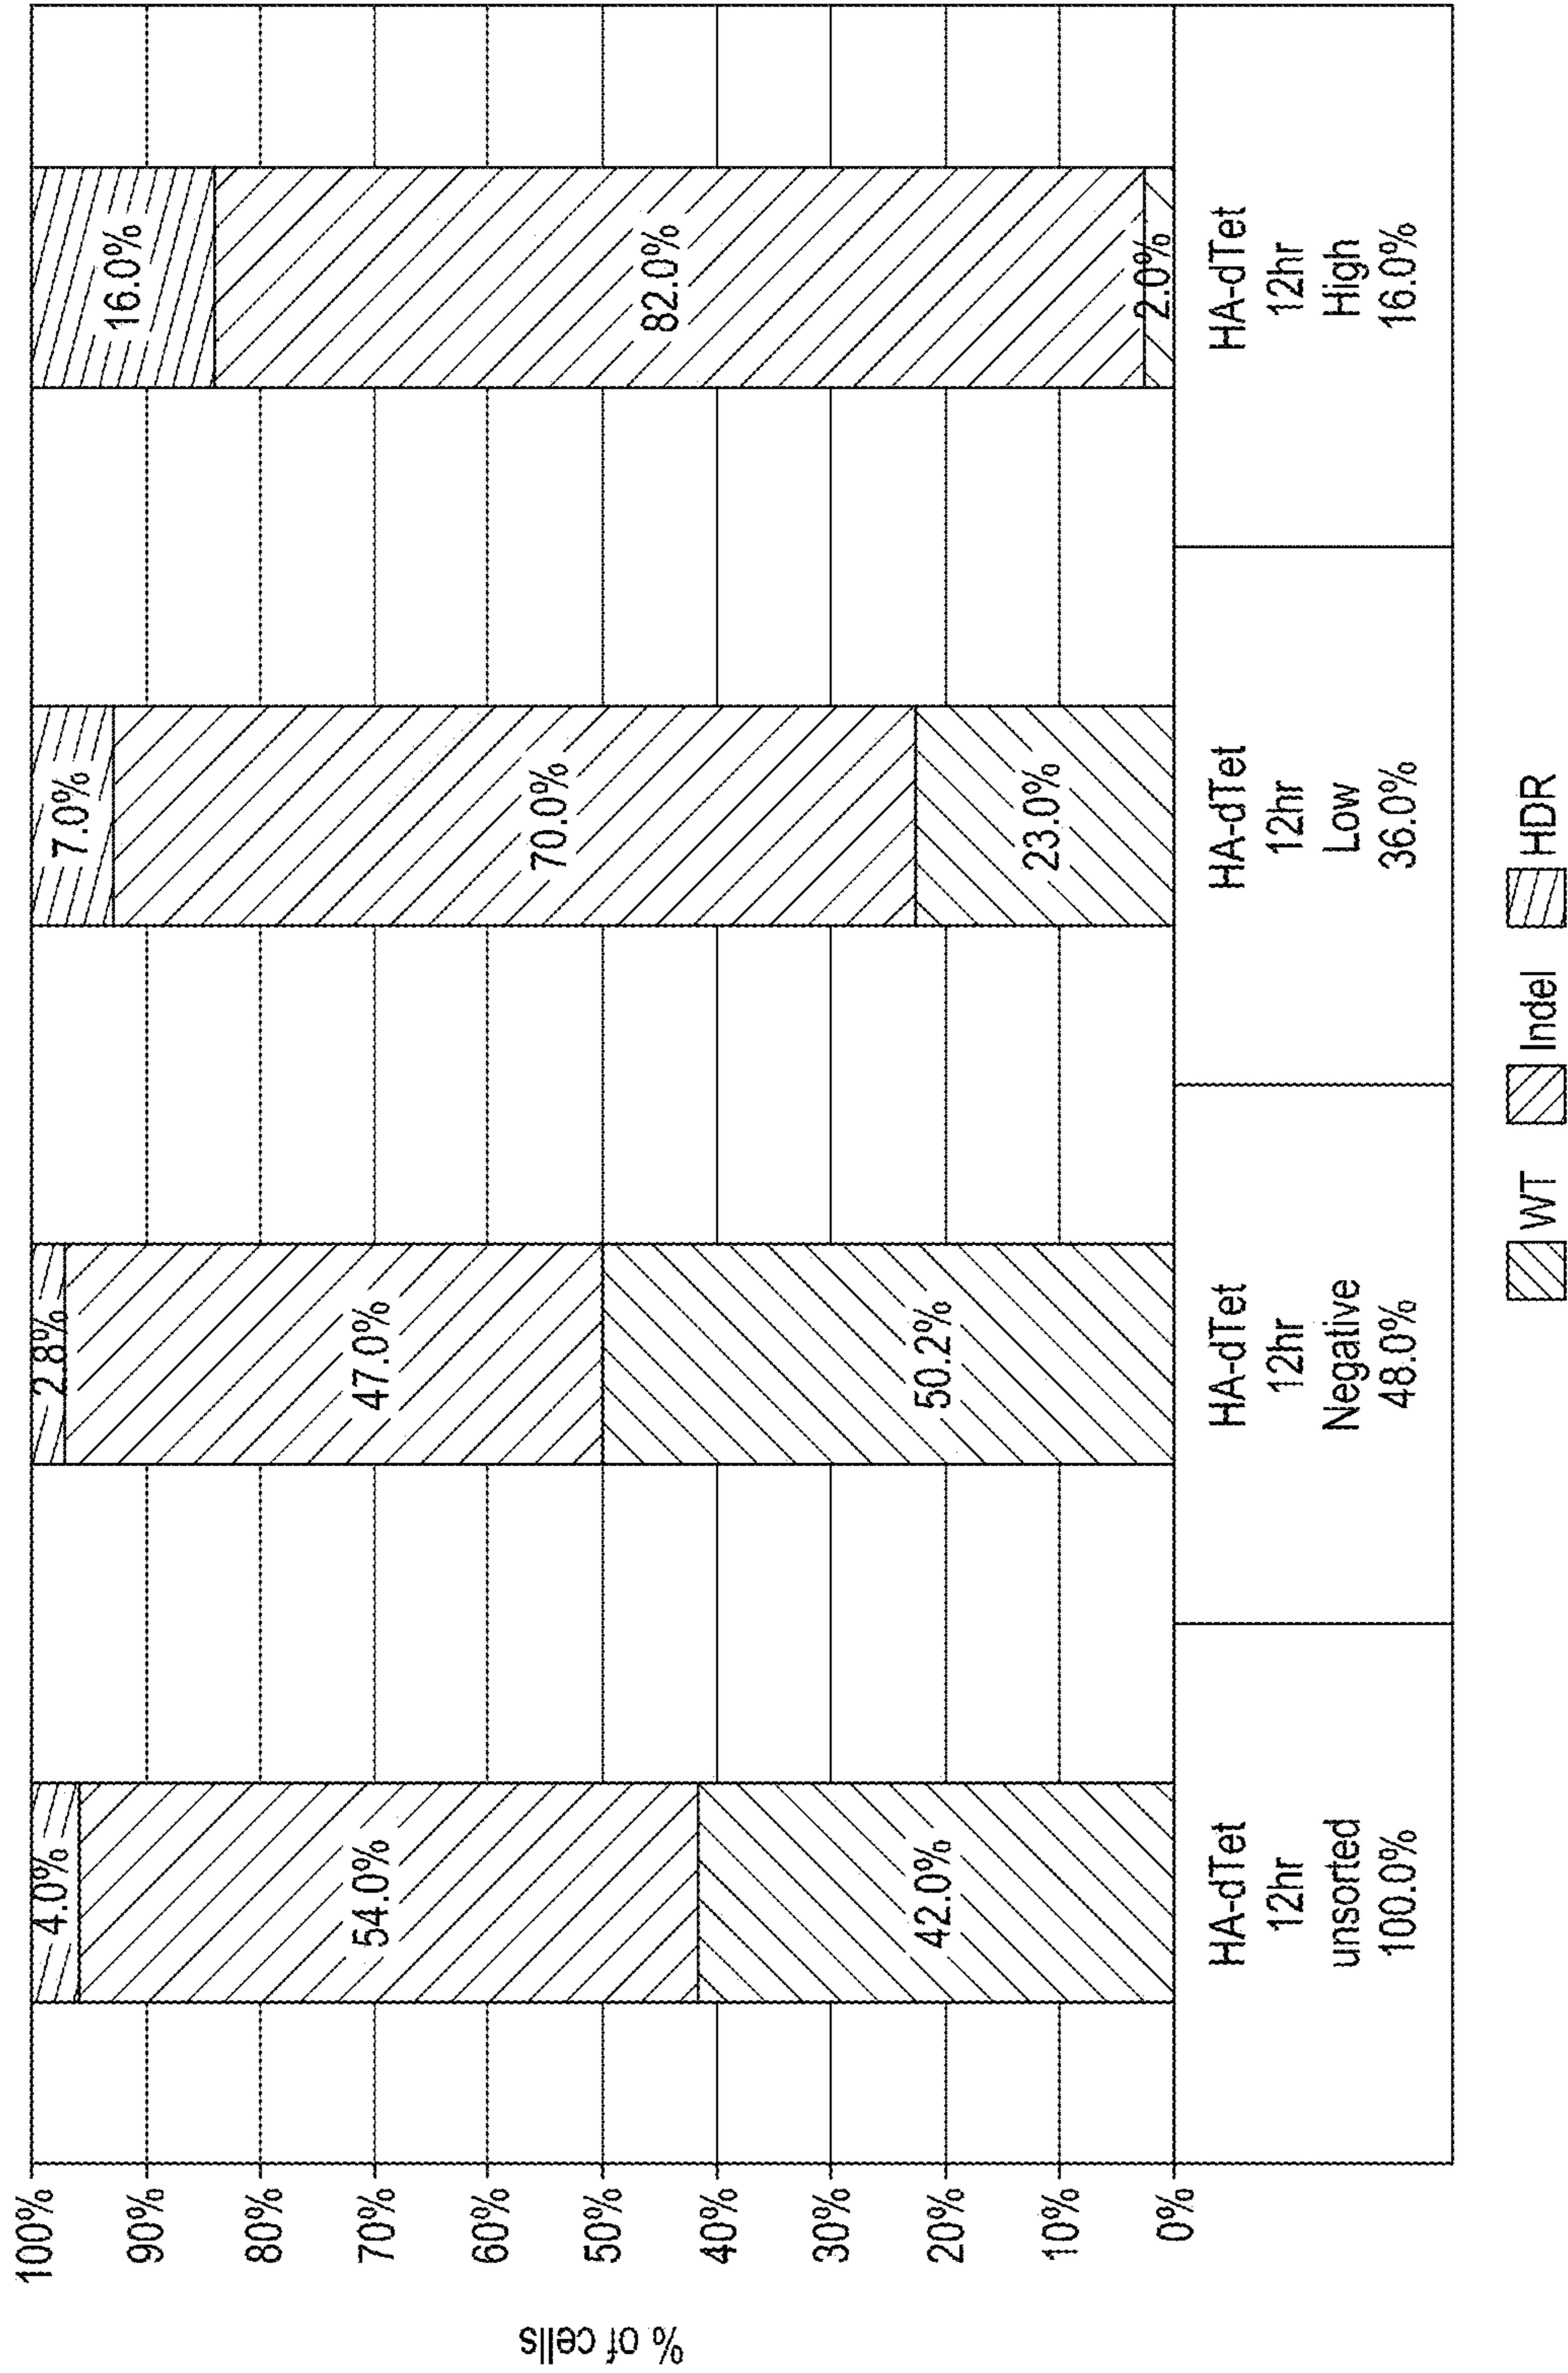 % of cells
100%
90%
80%
70%
60%
50%
40%
30%
20%
10%
0%
4.0%
54.0%
42.0%
2.8%
47.0%
50.2%
7.0%
70.0%
23.0%
16.0%
82.0%
2.0%
HA-dTet
12hr
unsorted
100.0%
HA-dTet
12hr
Negative
48.0%
HA-dTet
12hr
Low
36.0%
HA-dTet
12hr
High
16.0%
WT Indel HDR